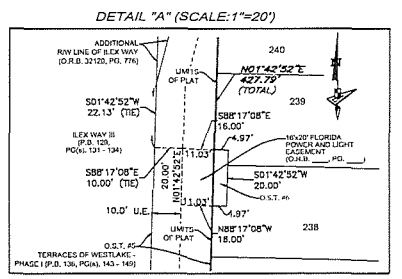 DETAIL "A" (SCALE:1"=20')
ADDITIONAL
R/W LINE OF ILEX WAY
(O.R.B. 32120, PG. 776)
240
LIMITS
OF PLAT
N01°42'52"E
427.79'
(TOTAL)
S01°42'52"W
22.13' (TIE)
239
S88°17'08"E
16.00'
ILEX WAY III
(P.B. 129,
PG(s). 131 - 134)
4.97'
16'x20' FLORIDA
POWER AND LIGHT
EASEMENT
(O.R.B. ____, PG. ____)
11.03'
S88°17'08"E
10.00' (TIE)
20.00'
N01°42'52"E
S01°42'52"W
20.00'
O.S.T. #6
11.03'
4.97'
10.0' U.E.
LIMITS
OF PLAT
N88°17'08"W
16.00'
238
O.S.T. #5
TERRACES OF WESTLAKE -
PHASE I (P.B. 136, PG(s). 143 - 149)